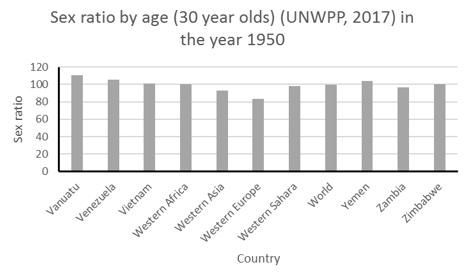 Sex ratio by age (30 year olds) (UNWPP, 2017) in
the year 1950
120
100
80
60
40
20
0
Sex ratio
Vanuatu
Venezuela
Vietnam
Western Africa
Western Asia
Western Europe
Western Sahara
World
Yemen
Zambia
Zimbabwe
Country